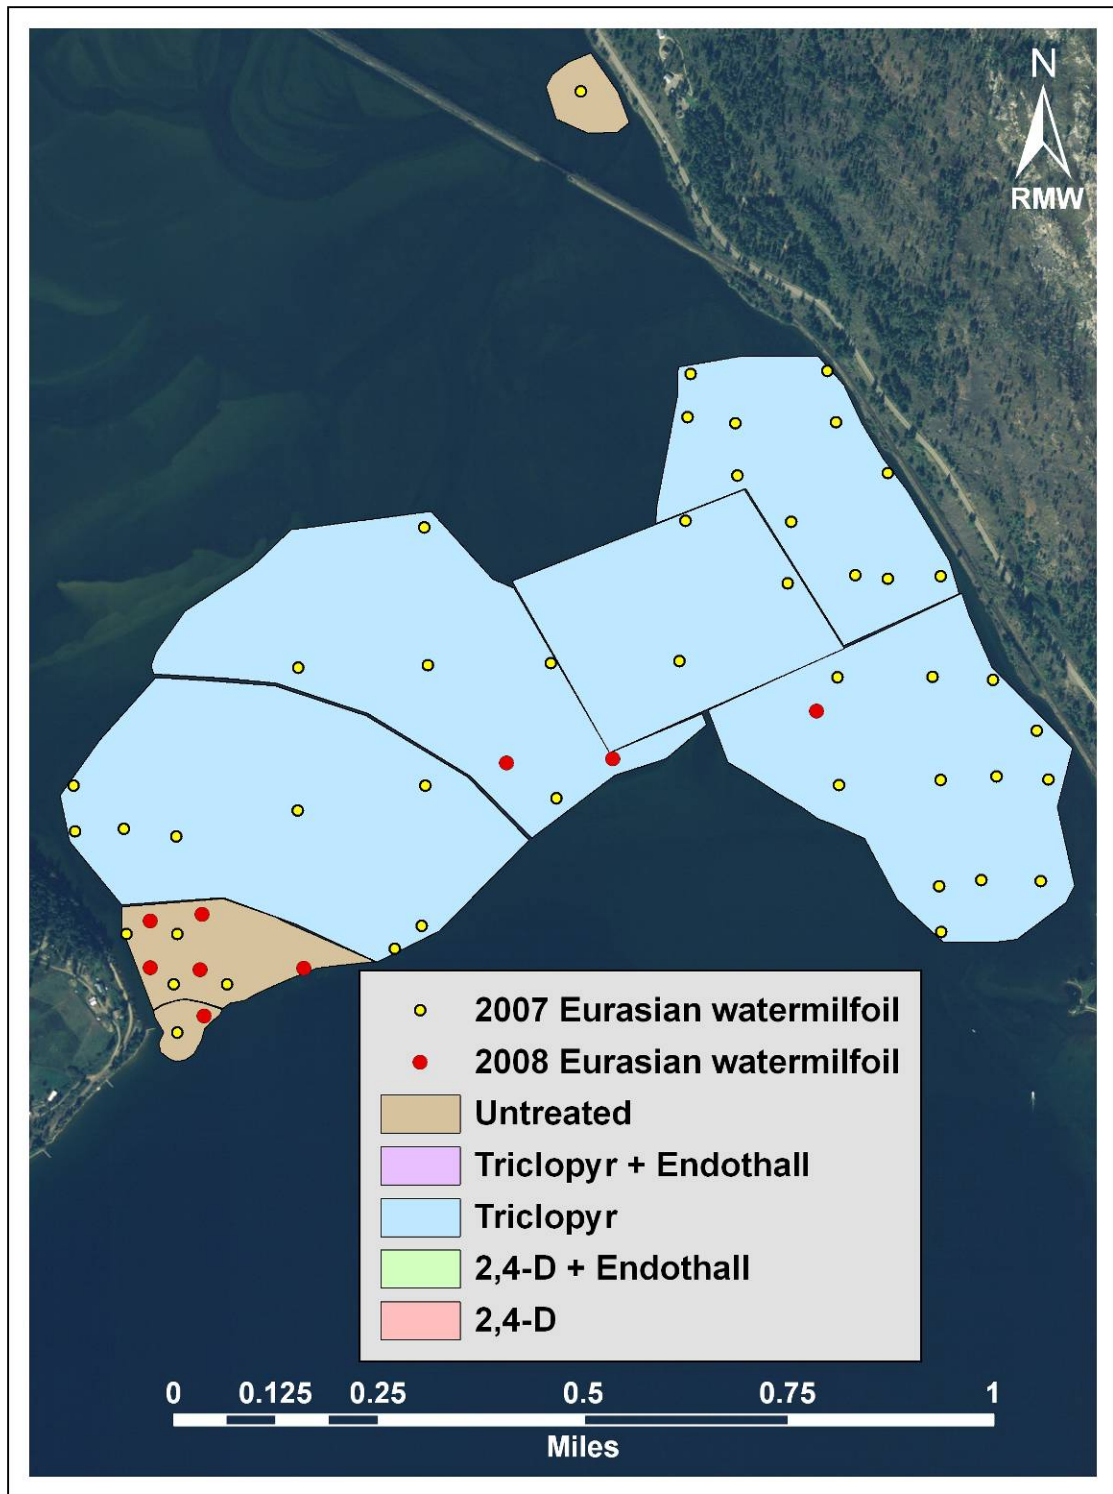 N
RMW
2007 Eurasian watermilfoil
2008 Eurasian watermilfoil
Untreated
Triclopyr + Endothall
Triclopyr
2,4-D + Endothall
2,4-D
0 0.125 0.25 0.5 0.75 1
Miles